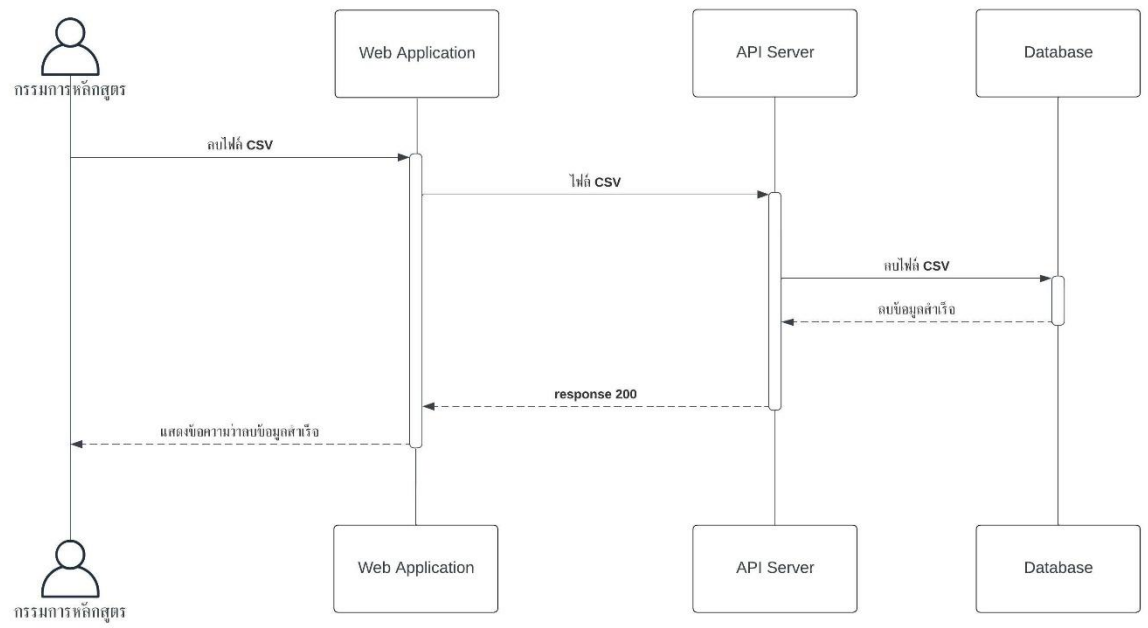 กรรมการหลักสูตร
Web Application
API Server
Database
ลบไฟล์ CSV
ไฟล์ CSV
ลบไฟล์ CSV
ลบข้อมูลสำเร็จ
response 200
แสดงข้อความว่าลบข้อมูลสำเร็จ
กรรมการหลักสูตร
Web Application
API Server
Database